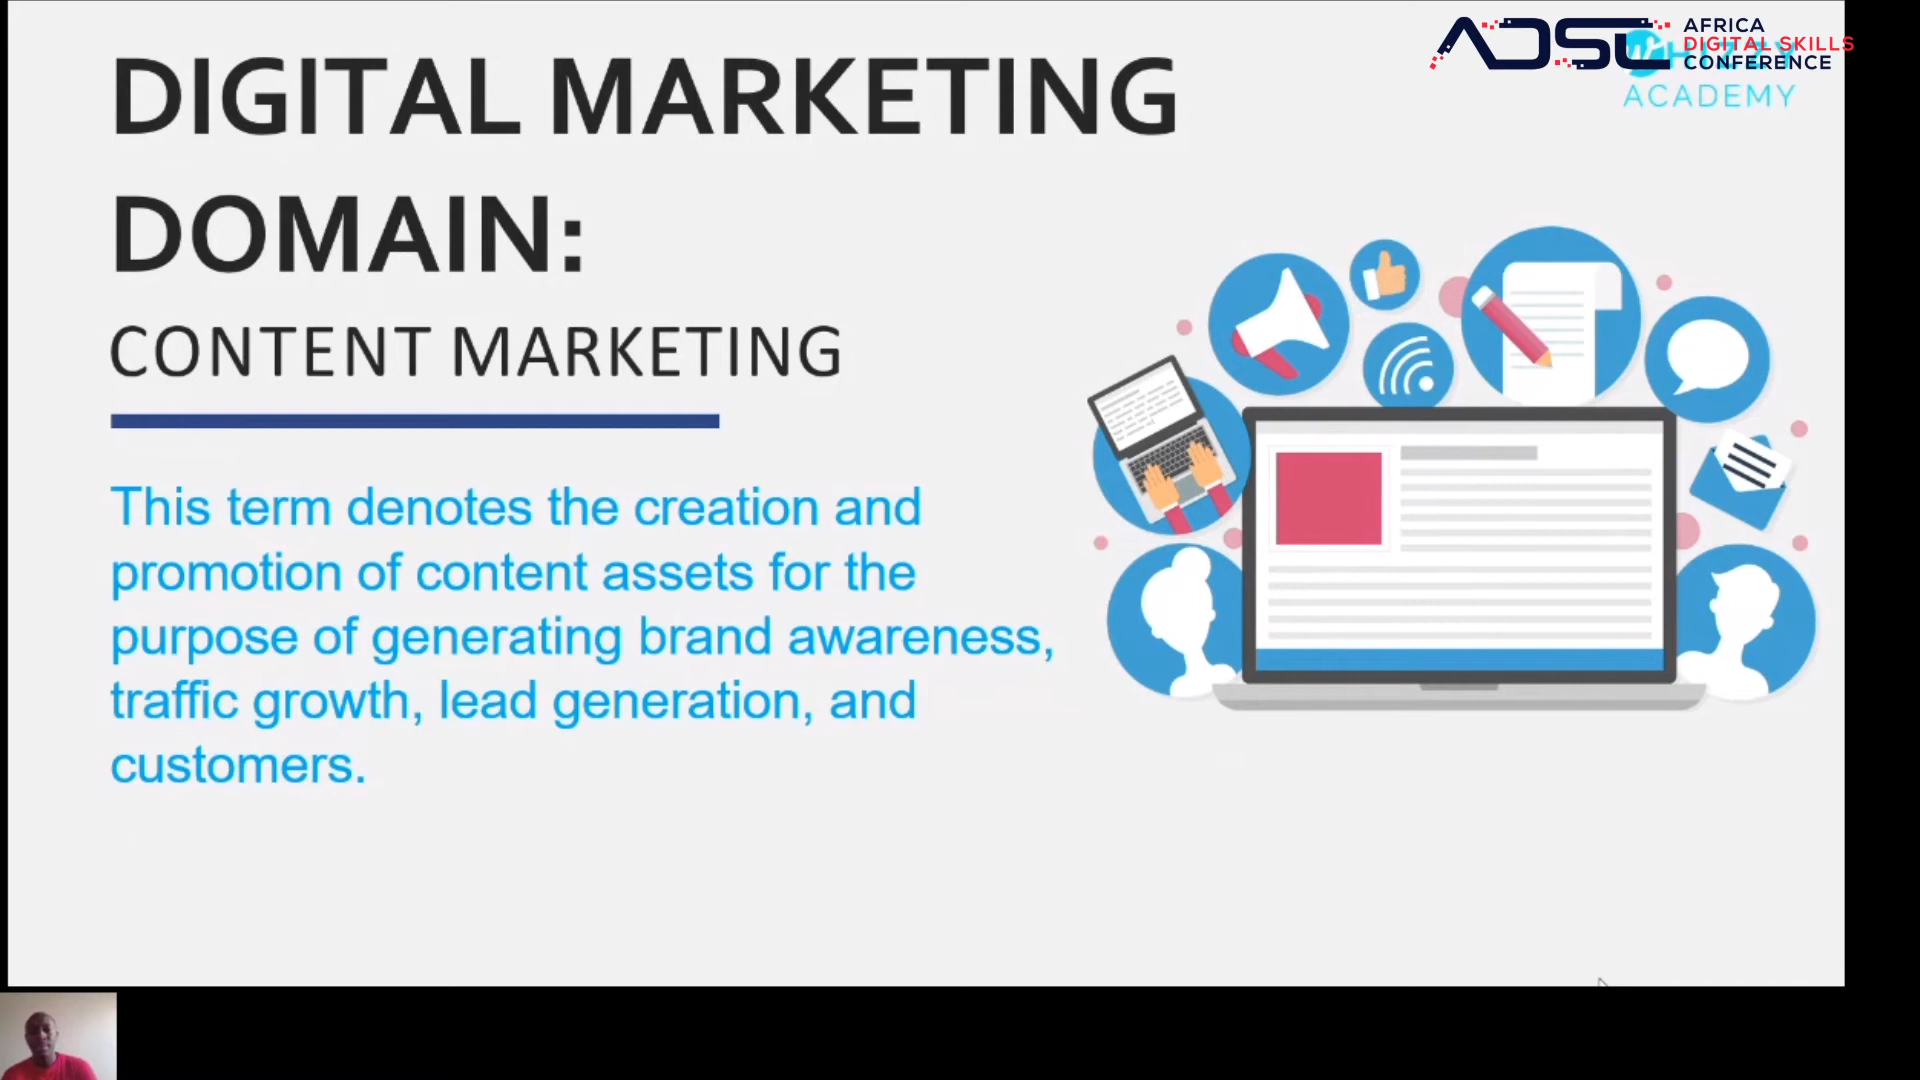 DIGITAL MARKETING
DOMAIN:
CONTENT MARKETING
This term denotes the creation and
promotion of content assets for the
purpose of generating brand awareness,
traffic growth, lead generation, and
customers.
ADSC
AFRICA
DIGITAL SKILLS
CONFERENCE
ACADEMY